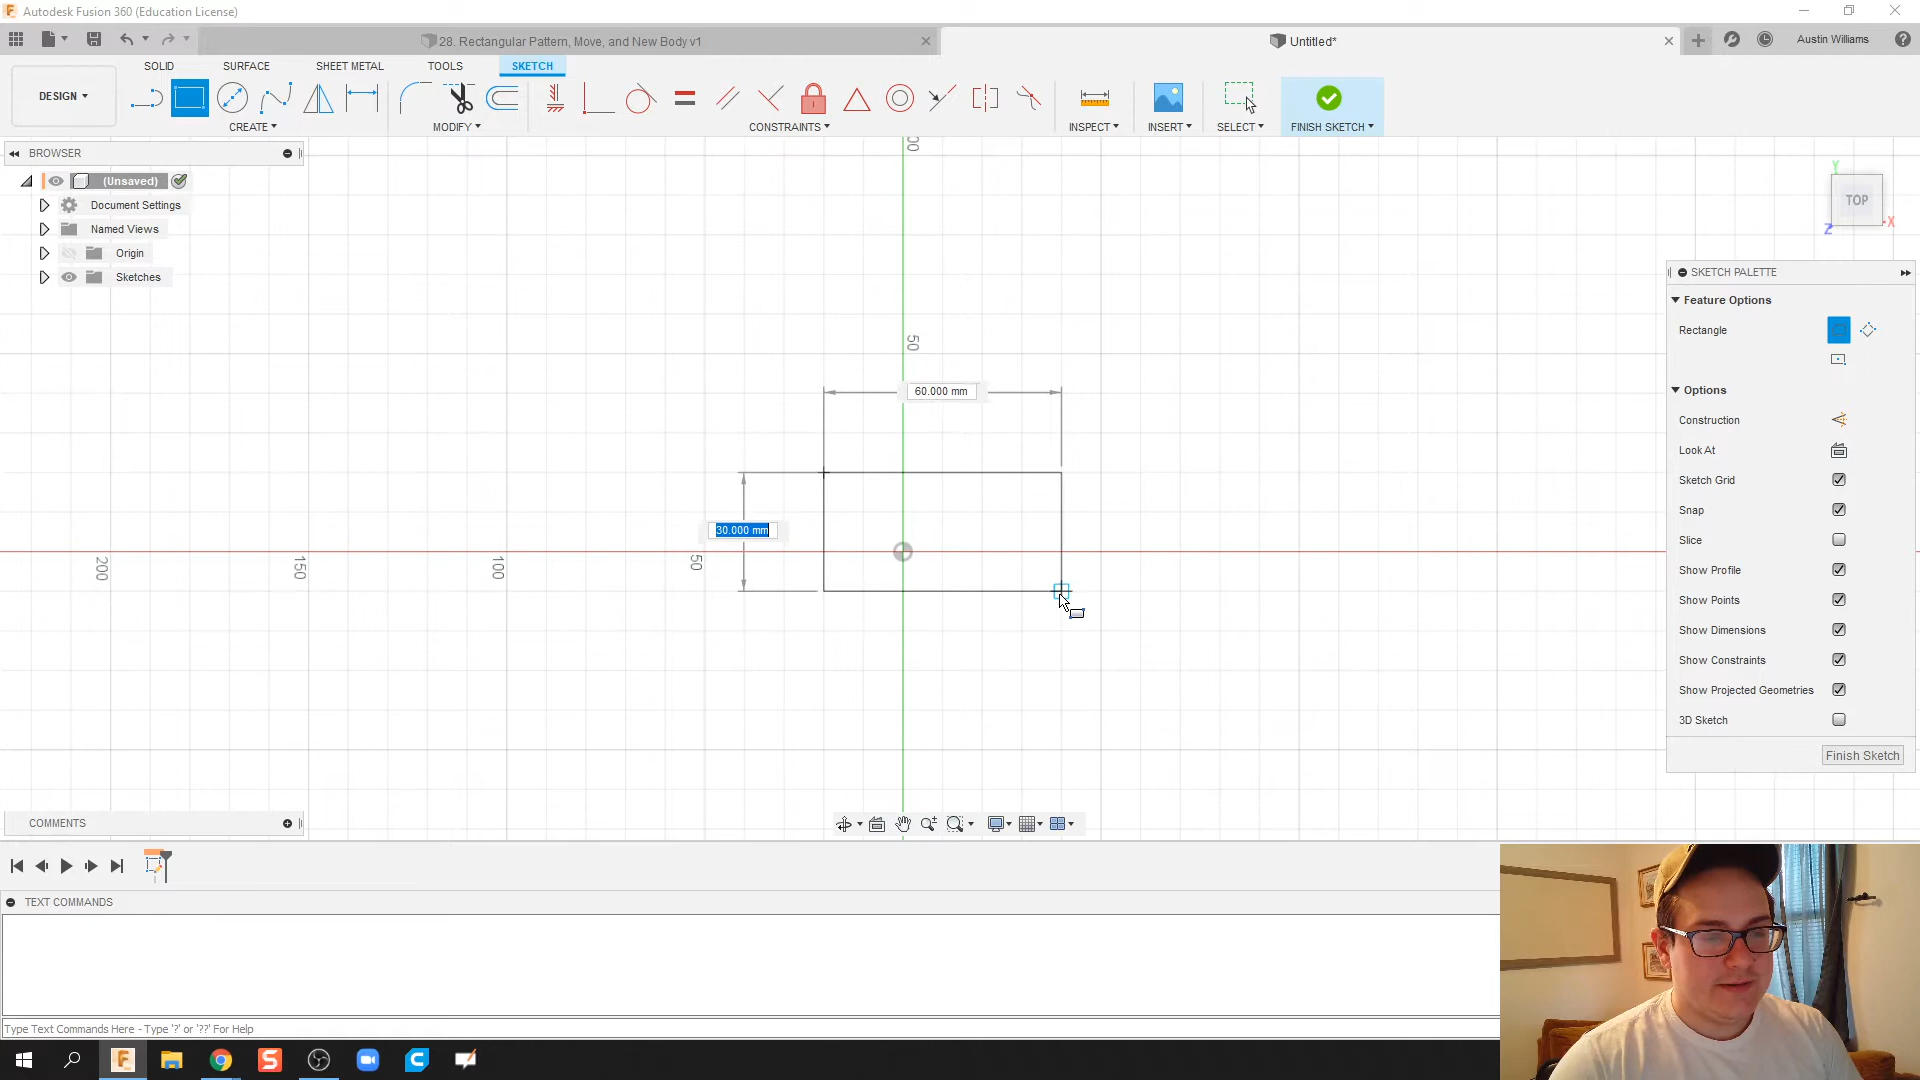 Autodesk Fusion 360 (Education License)
28. Rectangular Pattern, Move, and New Body v1
Untitled*
Austin Williams
SOLID SURFACE SHEET METAL TOOLS SKETCH
DESIGN
CREATE MODIFY CONSTRAINTS INSPECT INSERT SELECT FINISH SKETCH
BROWSER
(Unsaved)
Document Settings
Named Views
Origin
Sketches
00
50
60.000 mm
30.000 mm
200
150
100
50
Y
TOP
X
Z
SKETCH PALETTE
Feature Options
Rectangle
Options
Construction
Look At
Sketch Grid
Snap
Slice
Show Profile
Show Points
Show Dimensions
Show Constraints
Show Projected Geometries
3D Sketch
Finish Sketch
COMMENTS
TEXT COMMANDS
Type Text Commands Here - Type '?' or '??' For Help